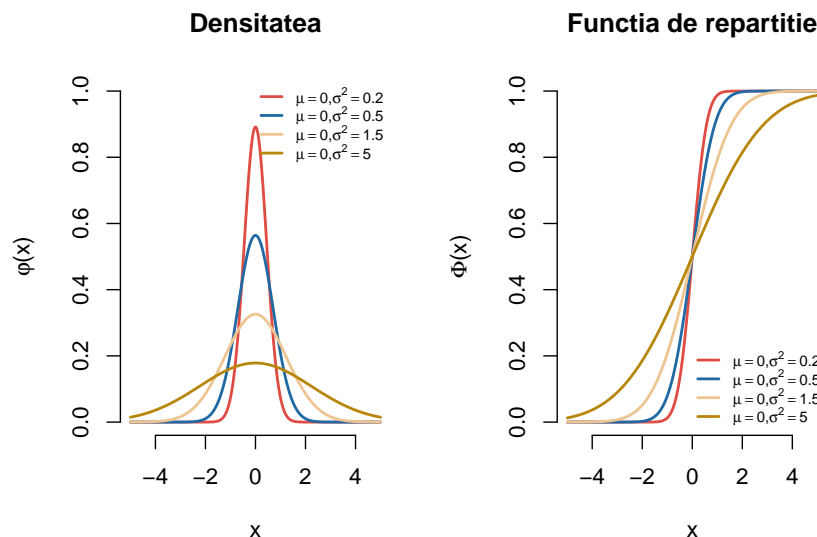 Densitatea
φ(x)
1.0
0.8
0.6
0.4
0.2
0.0
μ = 0, σ² = 0.2
μ = 0, σ² = 0.5
μ = 0, σ² = 1.5
μ = 0, σ² = 5
−4 −2 0 2 4
x
Functia de repartitie
Φ(x)
1.0
0.8
0.6
0.4
0.2
0.0
μ = 0, σ² = 0.2
μ = 0, σ² = 0.5
μ = 0, σ² = 1.5
μ = 0, σ² = 5
−4 −2 0 2 4
x